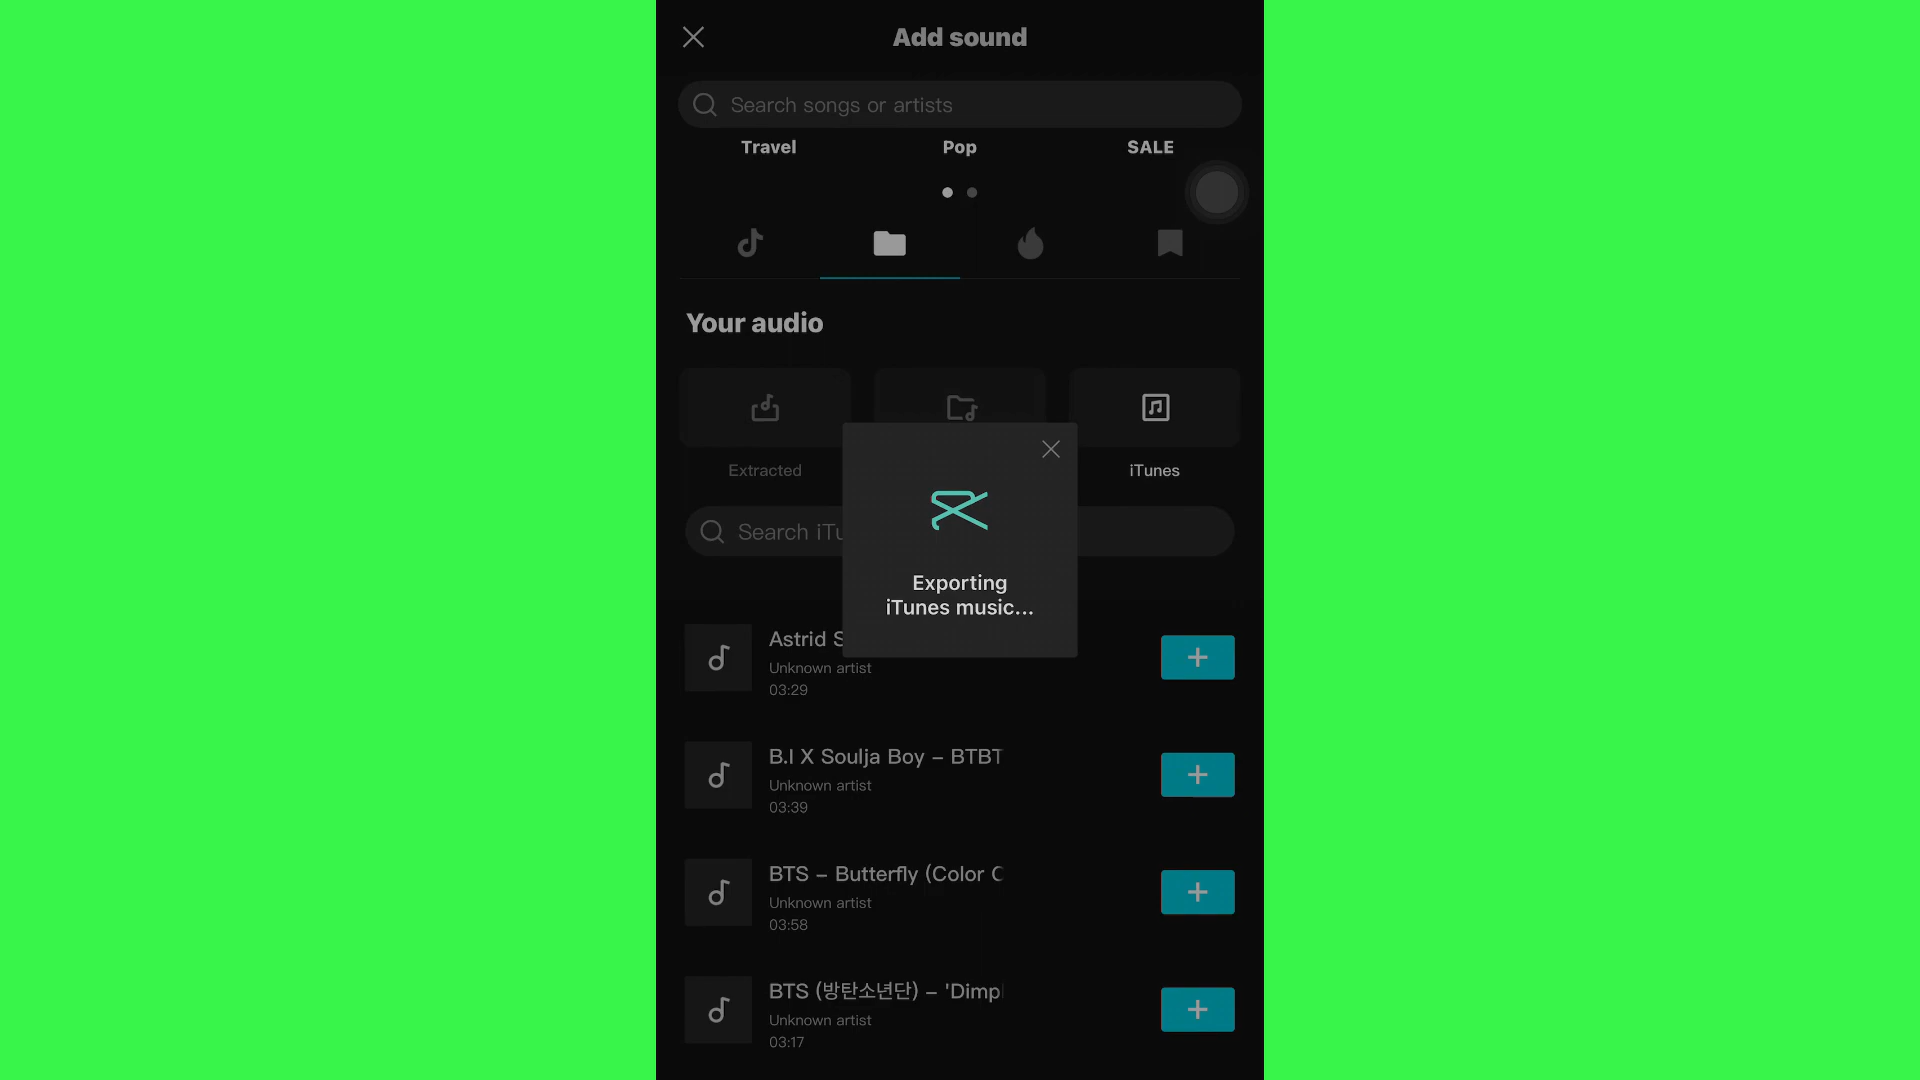 Add sound
Search songs or artists
Travel
Pop
SALE
Your audio
Extracted
iTunes
Search
Exporting
iTunes music...
Astrid
Unknown artist
03:29
B.I X Soulja Boy – BTBT
Unknown artist
03:39
BTS – Butterfly (Color
Unknown artist
03:58
BTS (방탄소년단) – 'Dimpl
Unknown artist
03:17